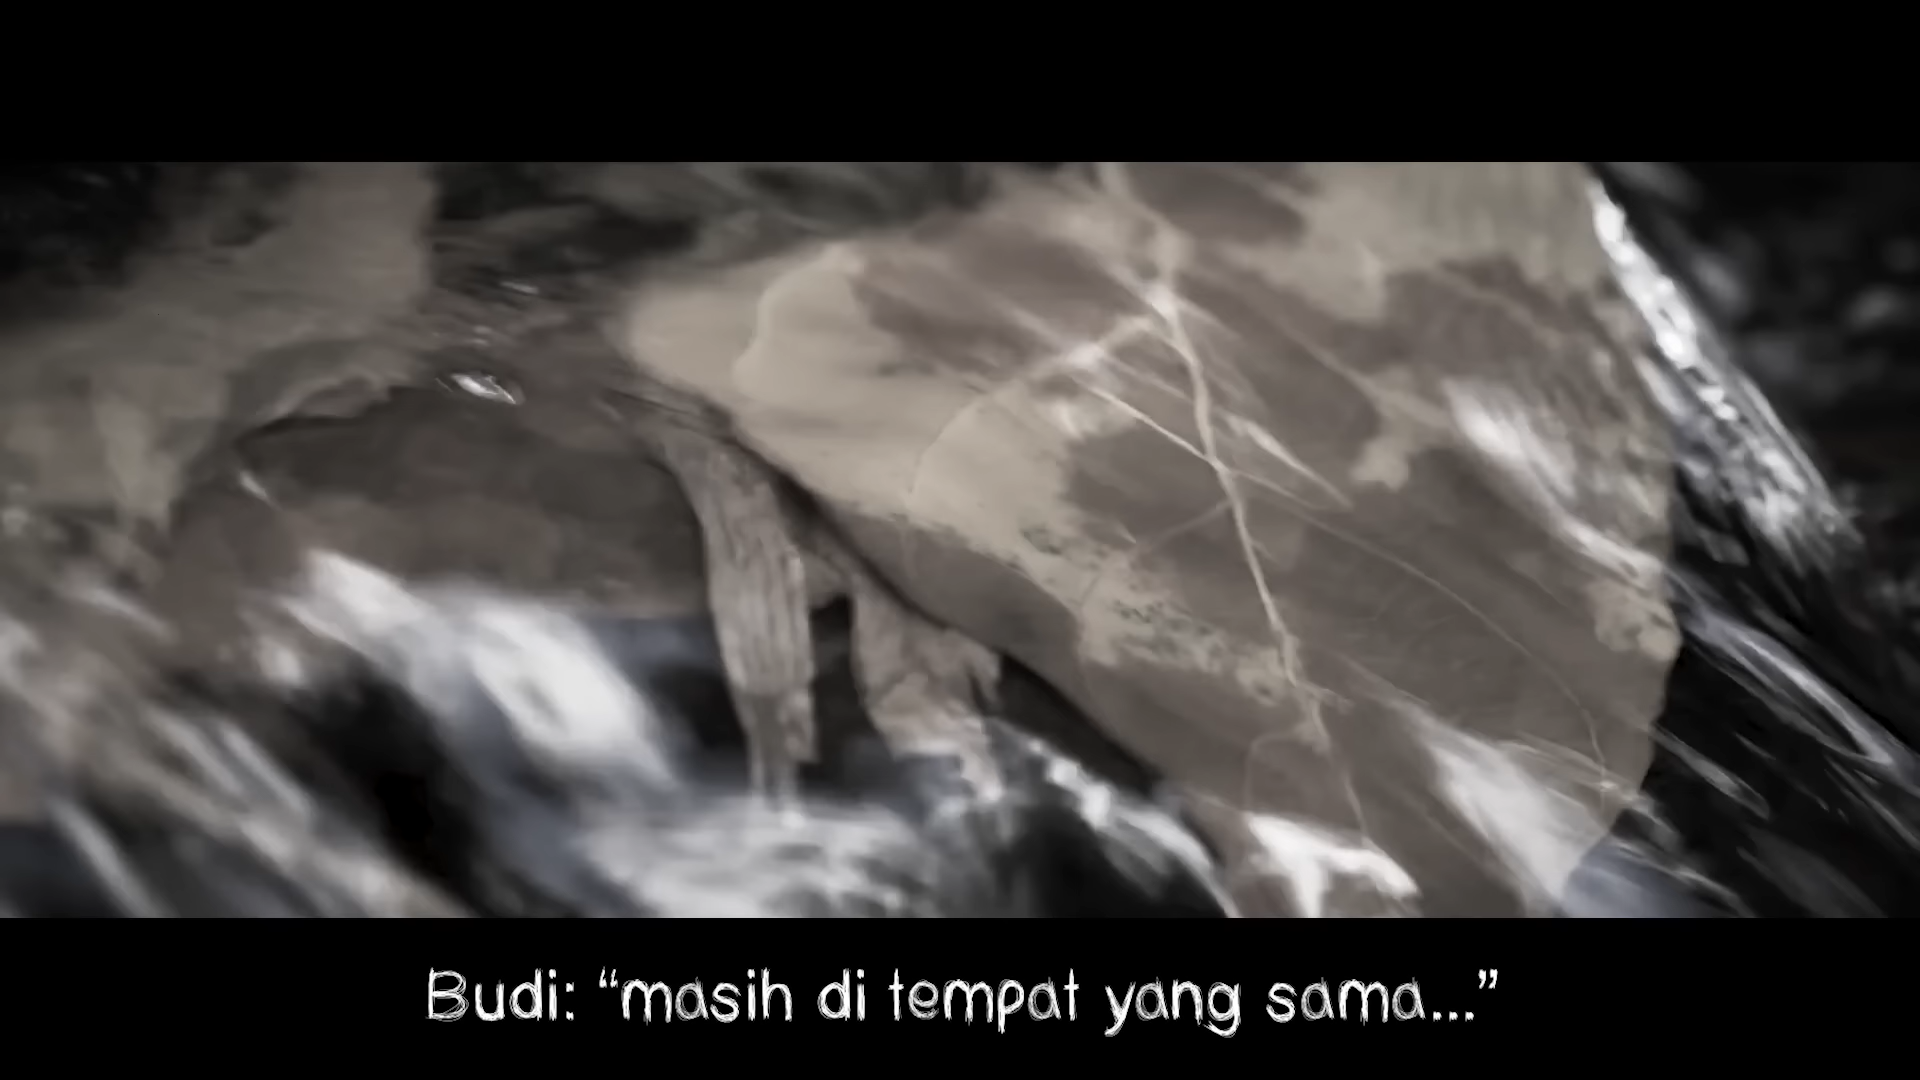 Budi: “masih di tempat yang sama...”